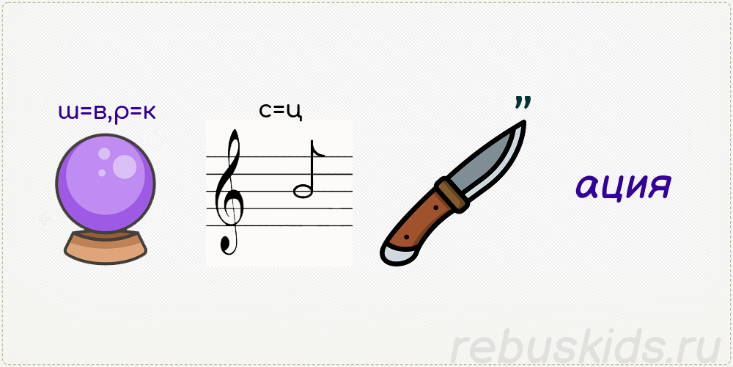 ш=в,р=к
с=ц
”
ация
rebuskids.ru